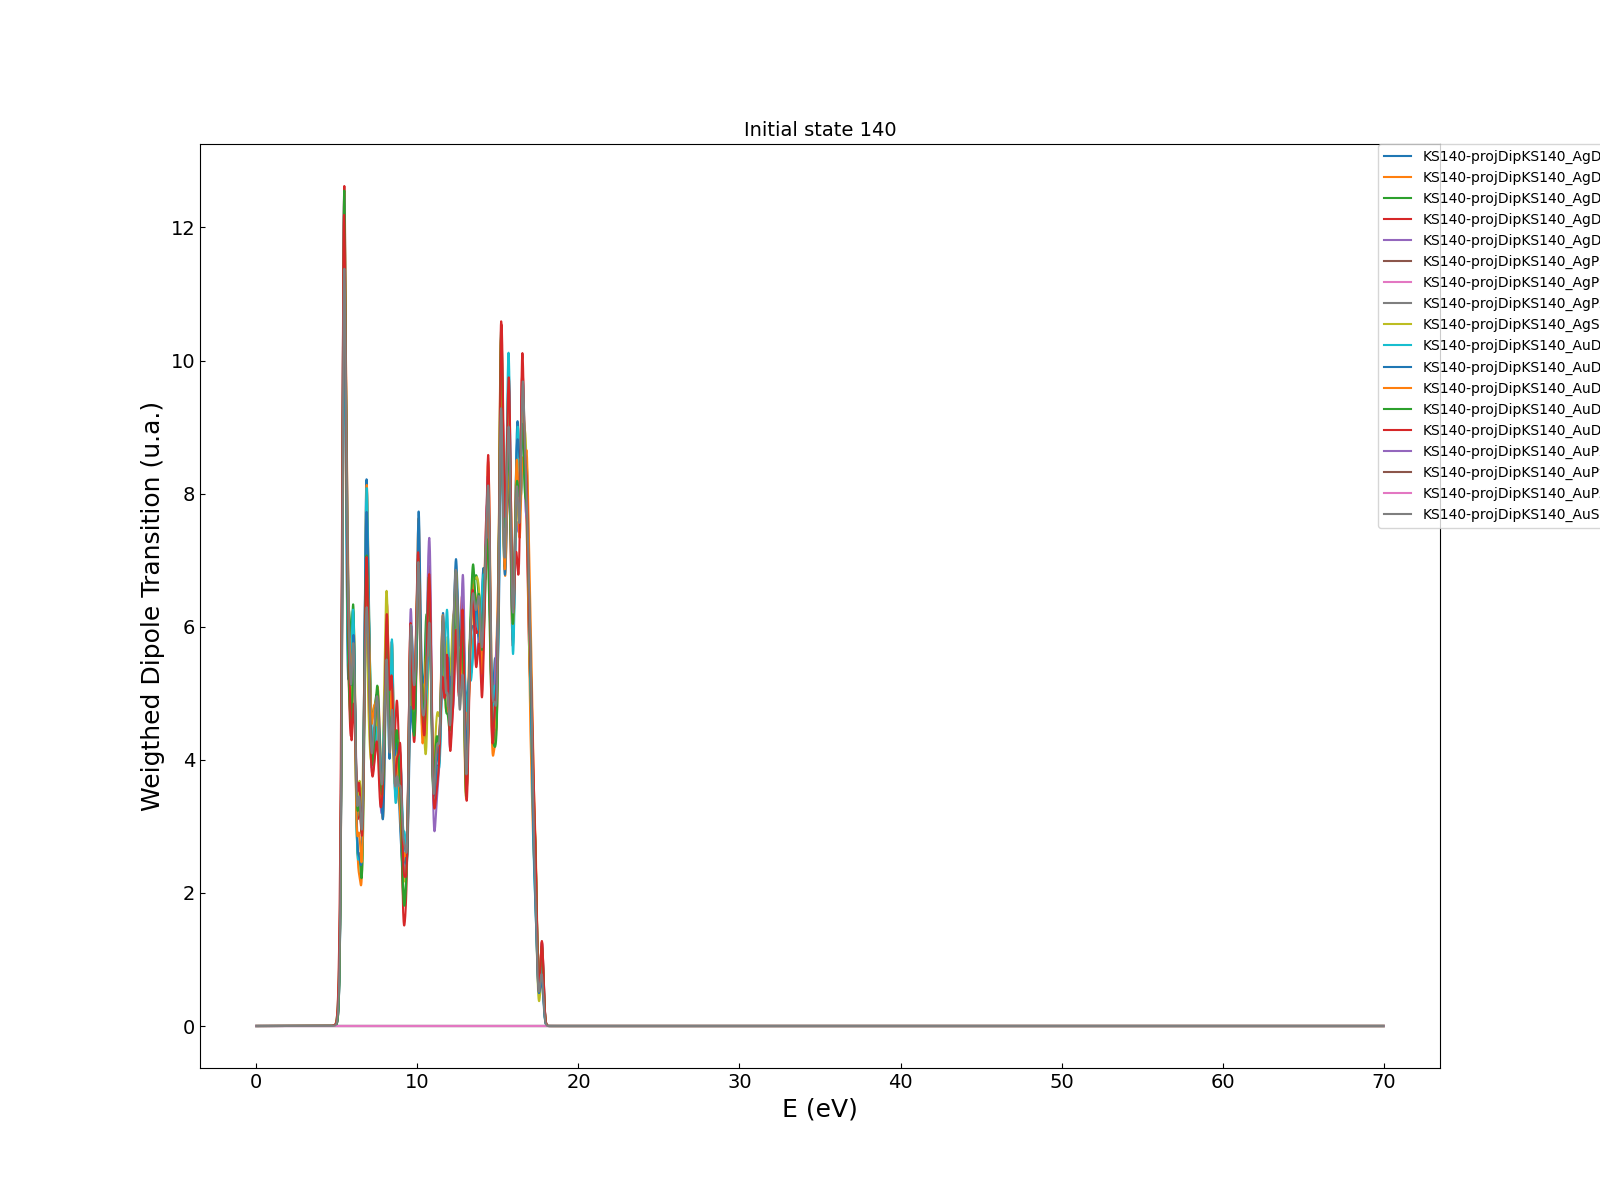 Initial state 140
Weigthed Dipole Transition (u.a.)
12
10
8
6
4
2
0
0 10 20 30 40 50 60 70
E (eV)
KS140-projDipKS140_AgD
KS140-projDipKS140_AgD
KS140-projDipKS140_AgD
KS140-projDipKS140_AgD
KS140-projDipKS140_AgD
KS140-projDipKS140_AgP
KS140-projDipKS140_AgP
KS140-projDipKS140_AgP
KS140-projDipKS140_AgS
KS140-projDipKS140_AuD
KS140-projDipKS140_AuD
KS140-projDipKS140_AuD
KS140-projDipKS140_AuD
KS140-projDipKS140_AuD
KS140-projDipKS140_AuP
KS140-projDipKS140_AuP
KS140-projDipKS140_AuP
KS140-projDipKS140_AuS